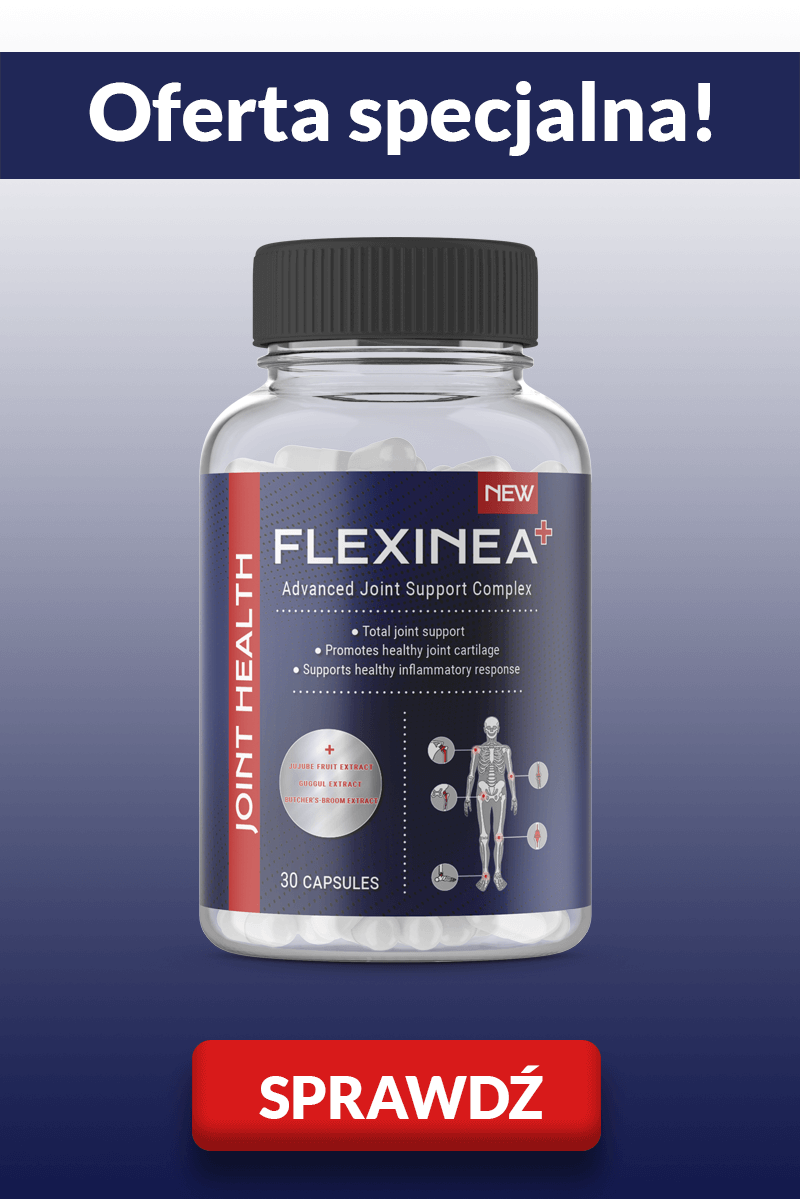 Oferta specjalna!
NEW
FLEXINEA+
Advanced Joint Support Complex
● Total joint support
● Promotes healthy joint cartilage
● Supports healthy inflammatory response
JOINT HEALTH
+
JUJUBE FRUIT EXTRACT
GUGGUL EXTRACT
BUTCHER'S-BROOM EXTRACT
30 CAPSULES
SPRAWDŹ